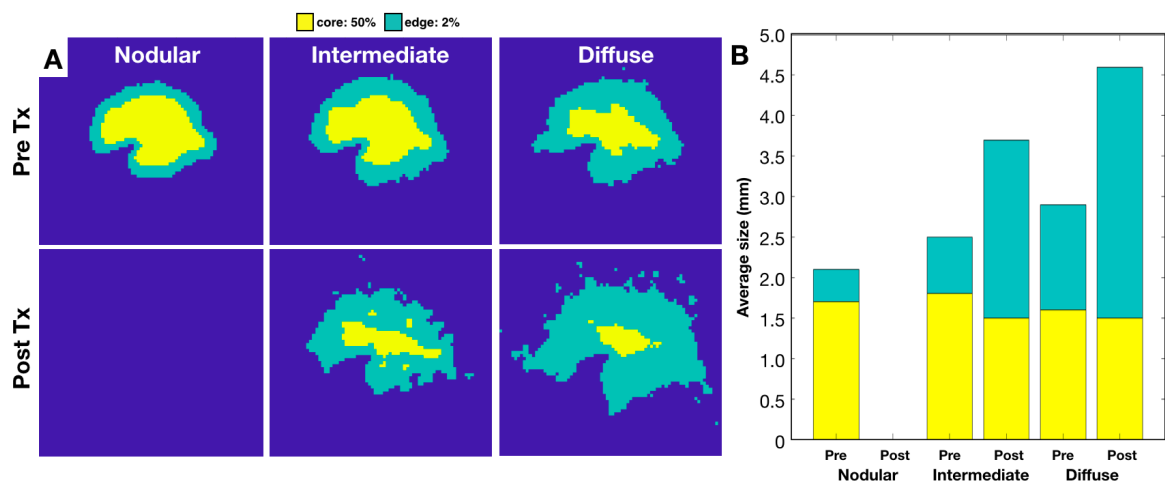 core: 50% edge: 2%
A
Nodular Intermediate Diffuse
Pre Tx
Post Tx
B
Average size (mm)
5.0
4.5
4.0
3.5
3.0
2.5
2.0
1.5
1.0
0.5
0
Pre Post Pre Post Pre Post
Nodular Intermediate Diffuse